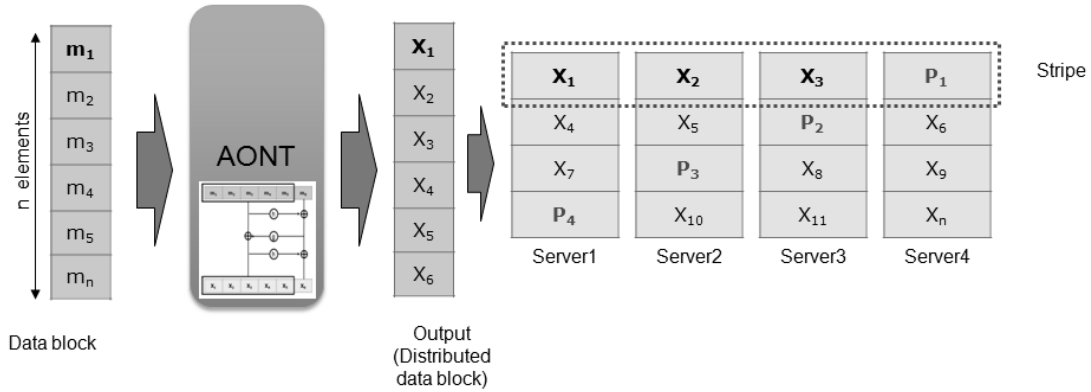 n elements
m1
m2
m3
m4
m5
mn
Data block
AONT
X1
X2
X3
X4
X5
X6
Output
(Distributed
data block)
X1 X2 X3 P1
X4 X5 P2 X6
X7 P3 X8 X9
P4 X10 X11 Xn
Server1 Server2 Server3 Server4
Stripe